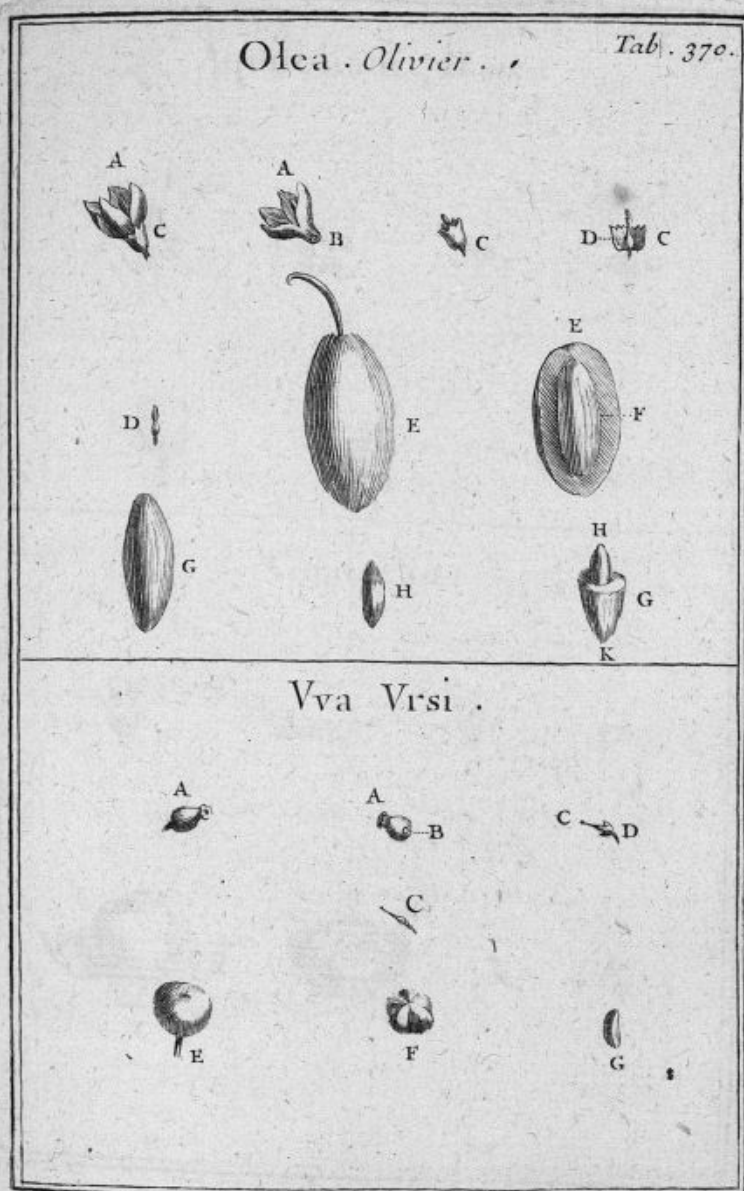 Olea . Olivier . Tab . 370 .
A A
C B C D C
E
D E F
G H H G
K
Vva Vrsi .
A A
B C D
C
E F G